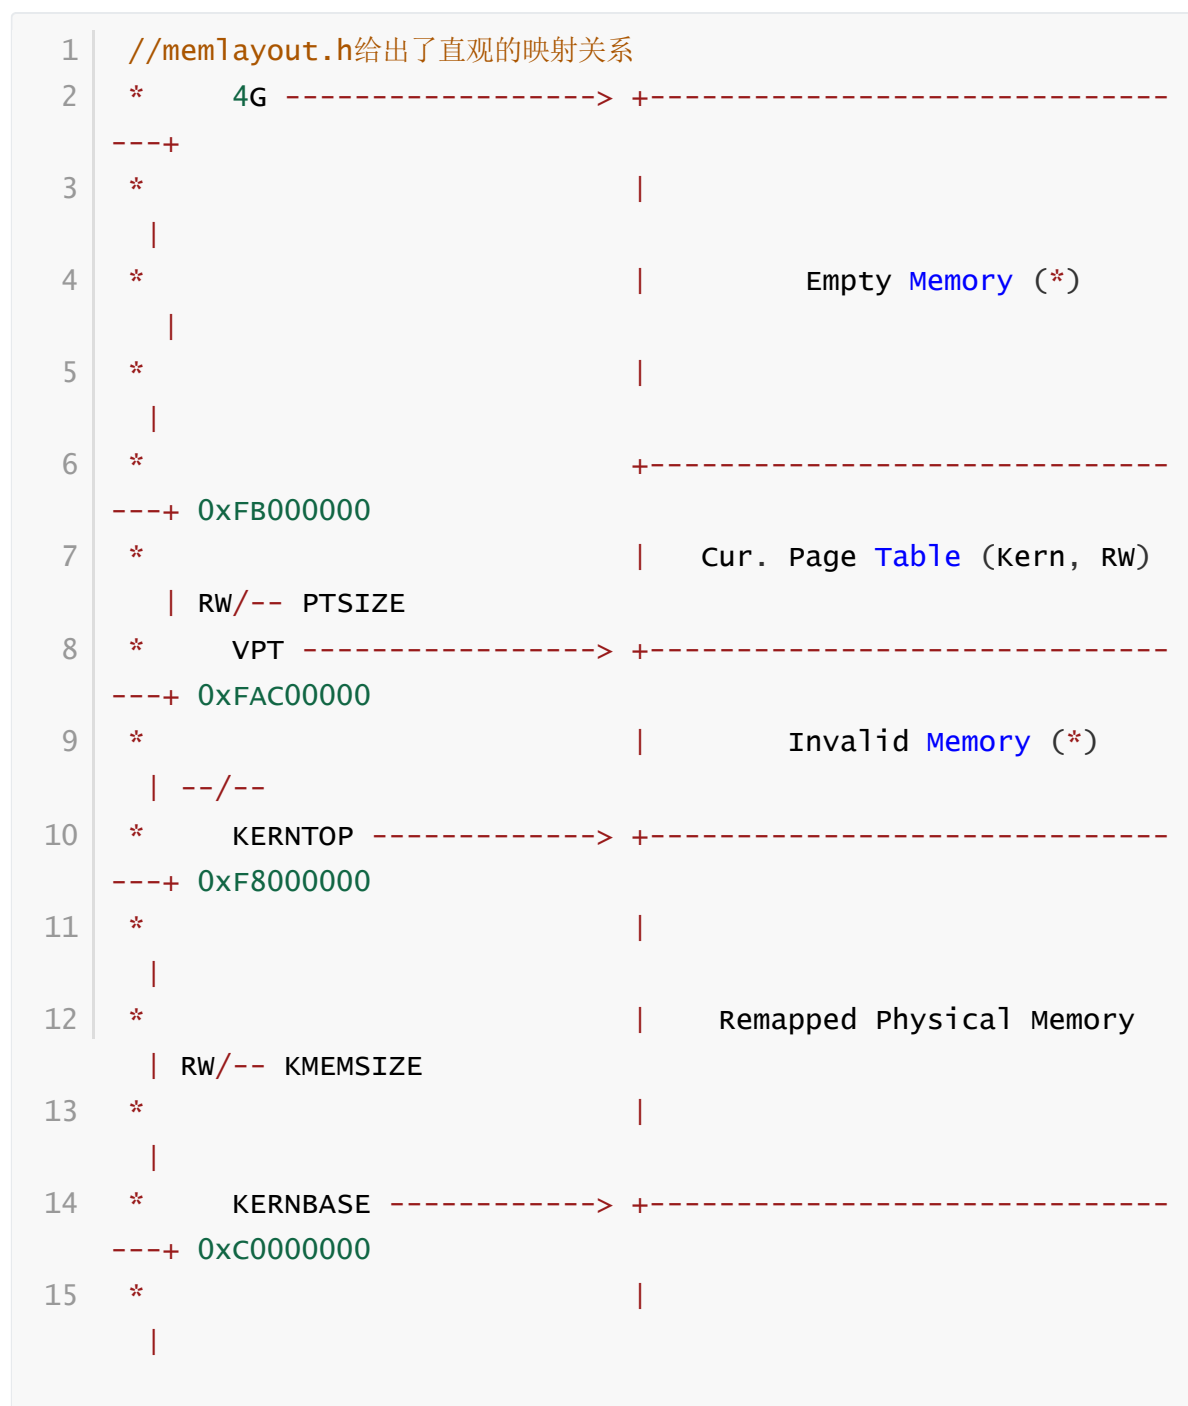 1 //memlayout.h给出了直观的映射关系
2 *     4G ------------------> +------------------------------
---+
3 *                            |
|
4 *                            |         Empty Memory (*)
|
5 *                            |
|
6 *                            +------------------------------
---+ 0xFB000000
7 *                            |   Cur. Page Table (Kern, RW)
| RW/-- PTSIZE
8 *     VPT -----------------> +------------------------------
---+ 0xFAC00000
9 *                            |        Invalid Memory (*)
| --/--
10 *     KERNTOP -------------> +------------------------------
---+ 0xF8000000
11 *                            |
|
12 *                            |    Remapped Physical Memory
| RW/-- KMEMSIZE
13 *                            |
|
14 *     KERNBASE ------------> +------------------------------
---+ 0xC0000000
15 *                            |
|